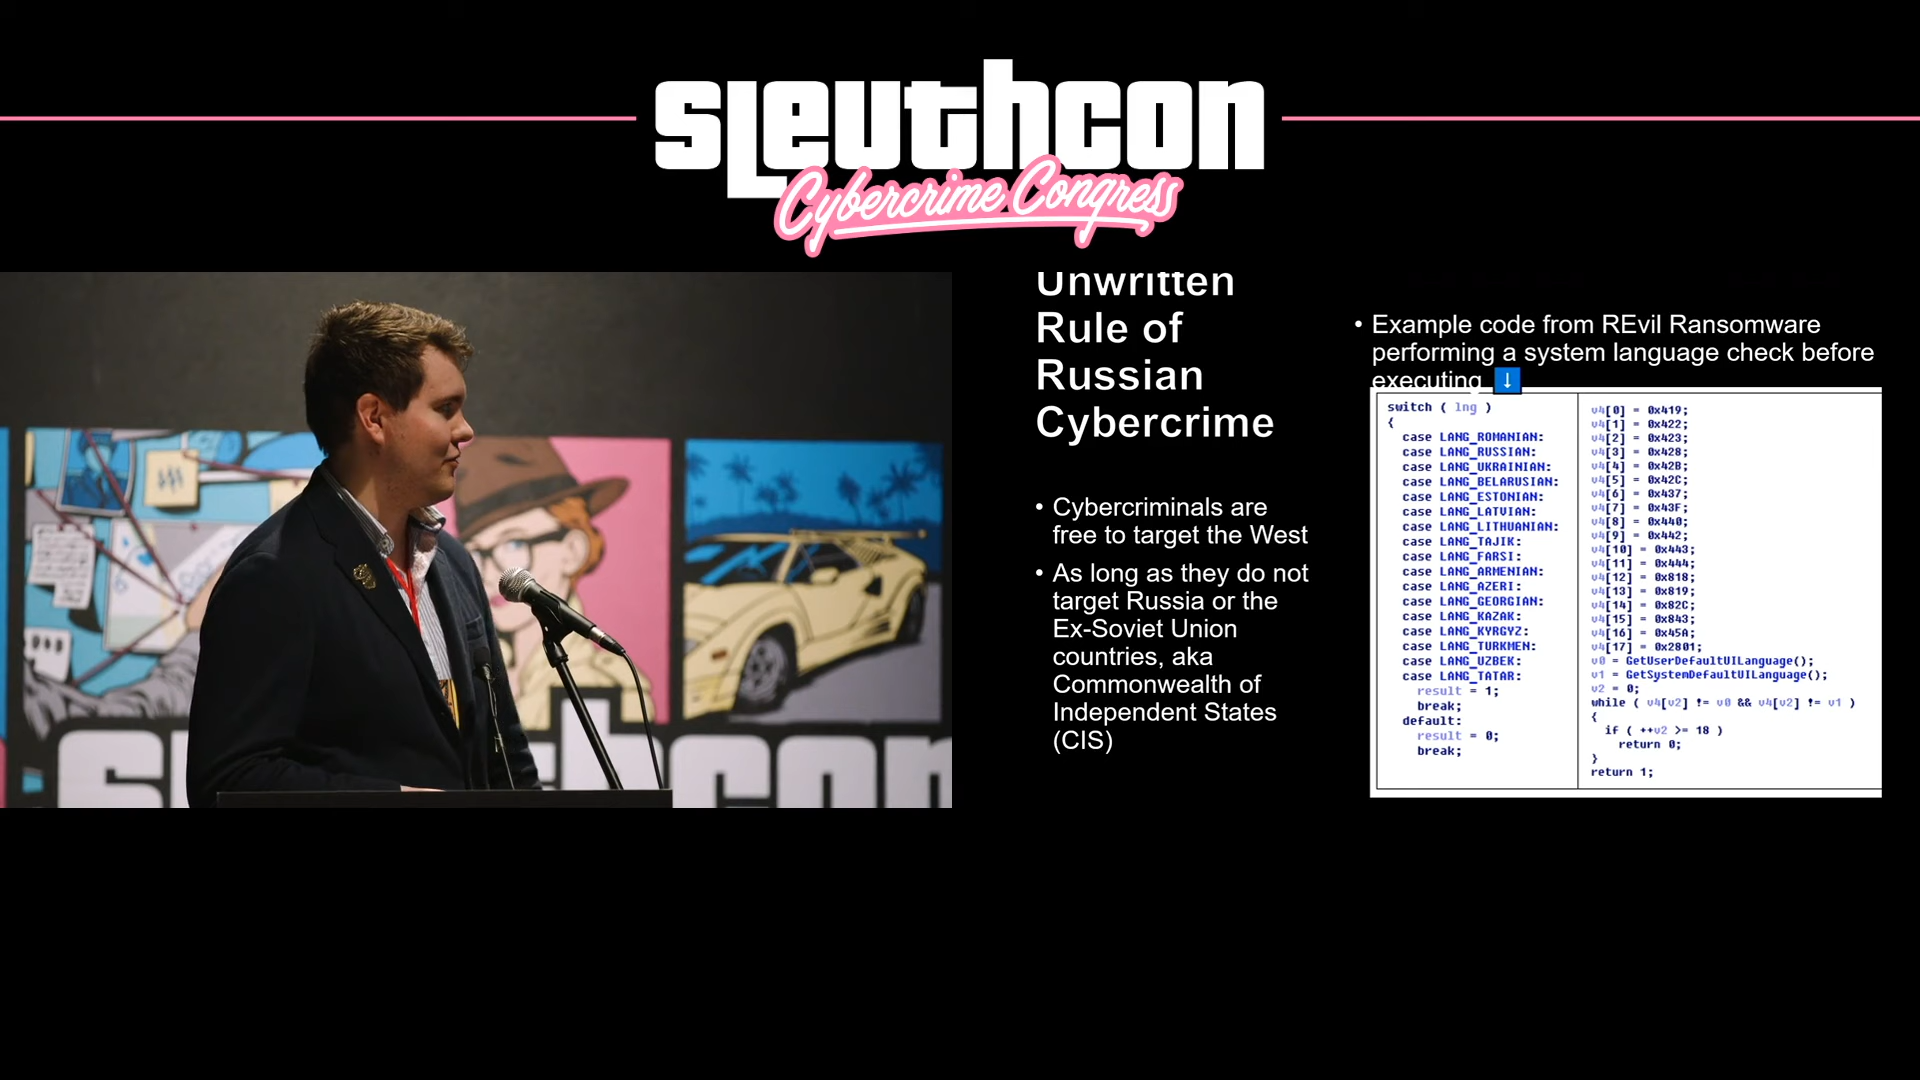 sleuthcon
Cybercrime Congress
Unwritten
Rule of
Russian
Cybercrime
• Cybercriminals are
free to target the West
• As long as they do not
target Russia or the
Ex-Soviet Union
countries, aka
Commonwealth of
Independent States
(CIS)
• Example code from REvil Ransomware
performing a system language check before
executing ⬇️
switch ( lng )
{
case LANG_ROMANIAN:
case LANG_RUSSIAN:
case LANG_UKRAINIAN:
case LANG_BELARUSIAN:
case LANG_ESTONIAN:
case LANG_LATVIAN:
case LANG_LITHUANIAN:
case LANG_TAJIK:
case LANG_FARSI:
case LANG_ARMENIAN:
case LANG_AZERI:
case LANG_GEORGIAN:
case LANG_KAZAK:
case LANG_KYRGYZ:
case LANG_TURKMEN:
case LANG_UZBEK:
case LANG_TATAR:
result = 1;
break;
default:
result = 0;
break;
v4[0] = 0x419;
v4[1] = 0x422;
v4[2] = 0x423;
v4[3] = 0x428;
v4[4] = 0x42B;
v4[5] = 0x42C;
v4[6] = 0x437;
v4[7] = 0x43F;
v4[8] = 0x440;
v4[9] = 0x442;
v4[10] = 0x443;
v4[11] = 0x444;
v4[12] = 0x818;
v4[13] = 0x819;
v4[14] = 0x82C;
v4[15] = 0x843;
v4[16] = 0x45A;
v4[17] = 0x2801;
v0 = GetUserDefaultUILanguage();
v1 = GetSystemDefaultUILanguage();
v2 = 0;
while ( v4[v2] != v0 && v4[v2] != v1 )
{
if ( ++v2 >= 18 )
return 0;
}
return 1;
sleuthcon